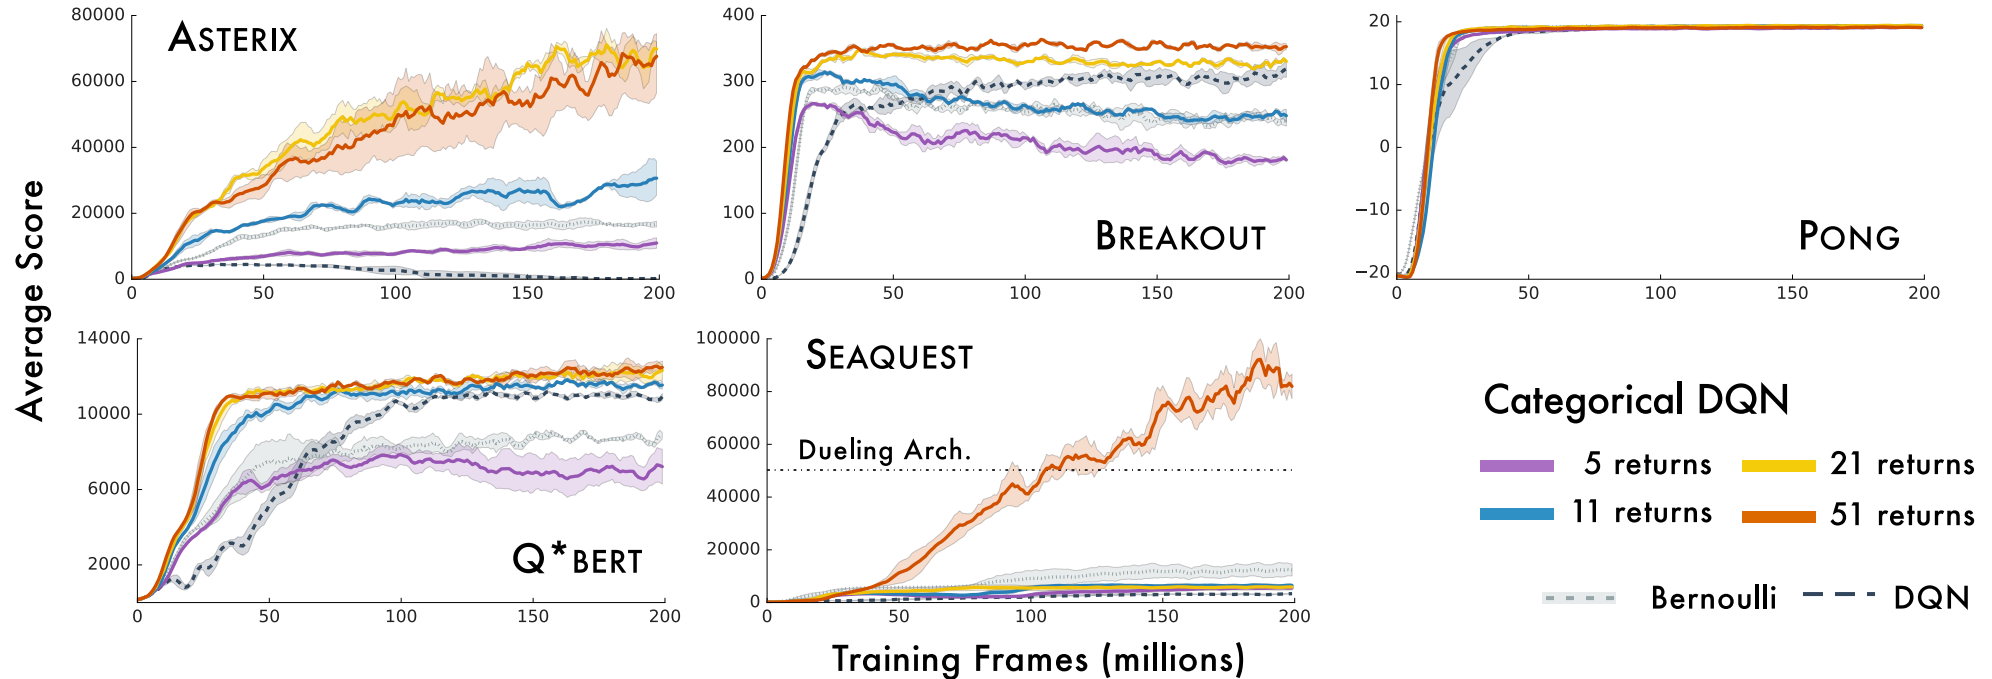 80000
60000
40000
20000
0
0 50 100 150 200
ASTERIX
400
300
200
100
0
0 50 100 150 200
BREAKOUT
20
10
0
−10
−20
0 50 100 150 200
PONG
Average Score
14000
10000
6000
2000
0 50 100 150 200
Q*BERT
100000
80000
60000
40000
20000
0
0 50 100 150 200
SEAQUEST
Dueling Arch.
Training Frames (millions)
Categorical DQN
5 returns 21 returns
11 returns 51 returns
Bernoulli DQN